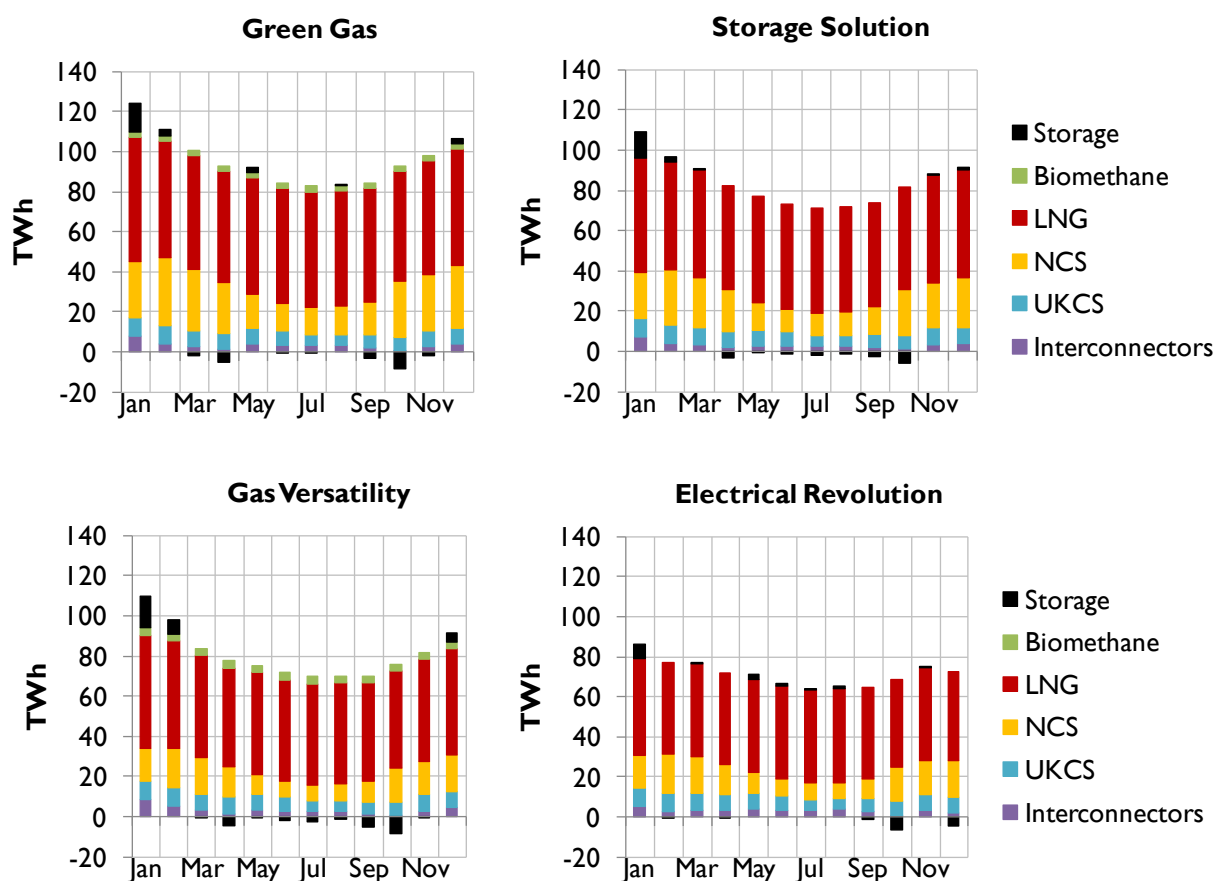 Green Gas
140
120
100
80
60
40
20
0
-20
TWh
Jan Mar May Jul Sep Nov
Storage Solution
140
120
100
80
60
40
20
0
-20
TWh
Jan Mar May Jul Sep Nov
Storage
Biomethane
LNG
NCS
UKCS
Interconnectors
Gas Versatility
140
120
100
80
60
40
20
0
-20
TWh
Jan Mar May Jul Sep Nov
Electrical Revolution
140
120
100
80
60
40
20
0
-20
TWh
Jan Mar May Jul Sep Nov
Storage
Biomethane
LNG
NCS
UKCS
Interconnectors